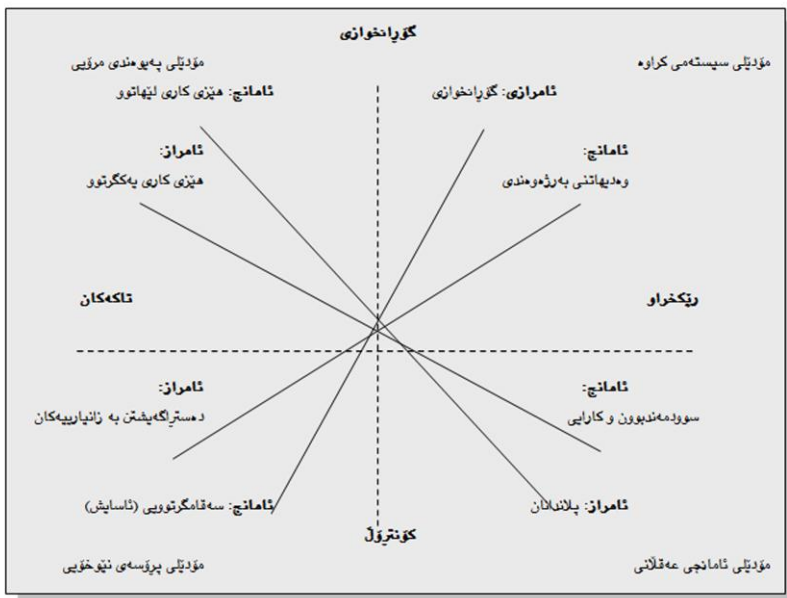 گۆڕانخوازی
مۆدێلی سیستەمی کراوە
مۆدێلی پەیوەندی مرۆیی
ئامرازی: گۆڕانخوازی
ئامانج: هێزی کاری لێهاتوو
ئامانج:
وەدیهاتنی بەرژەوەندی
ئامراز:
هێزی کاری یەکگرتوو
ڕێکخراو
تاکەکان
ئامانج:
سوودمەندبوون و کارایی
ئامراز:
دەستڕاگەیشتن بە زانیارییەکان
ئامراز: پلاندانان
ئامانج: سەقامگرتوویی (ئاسایش)
کۆنترۆڵ
مۆدێلی ئامانجی عەقڵانی
مۆدێلی پرۆسەی نێوخۆیی